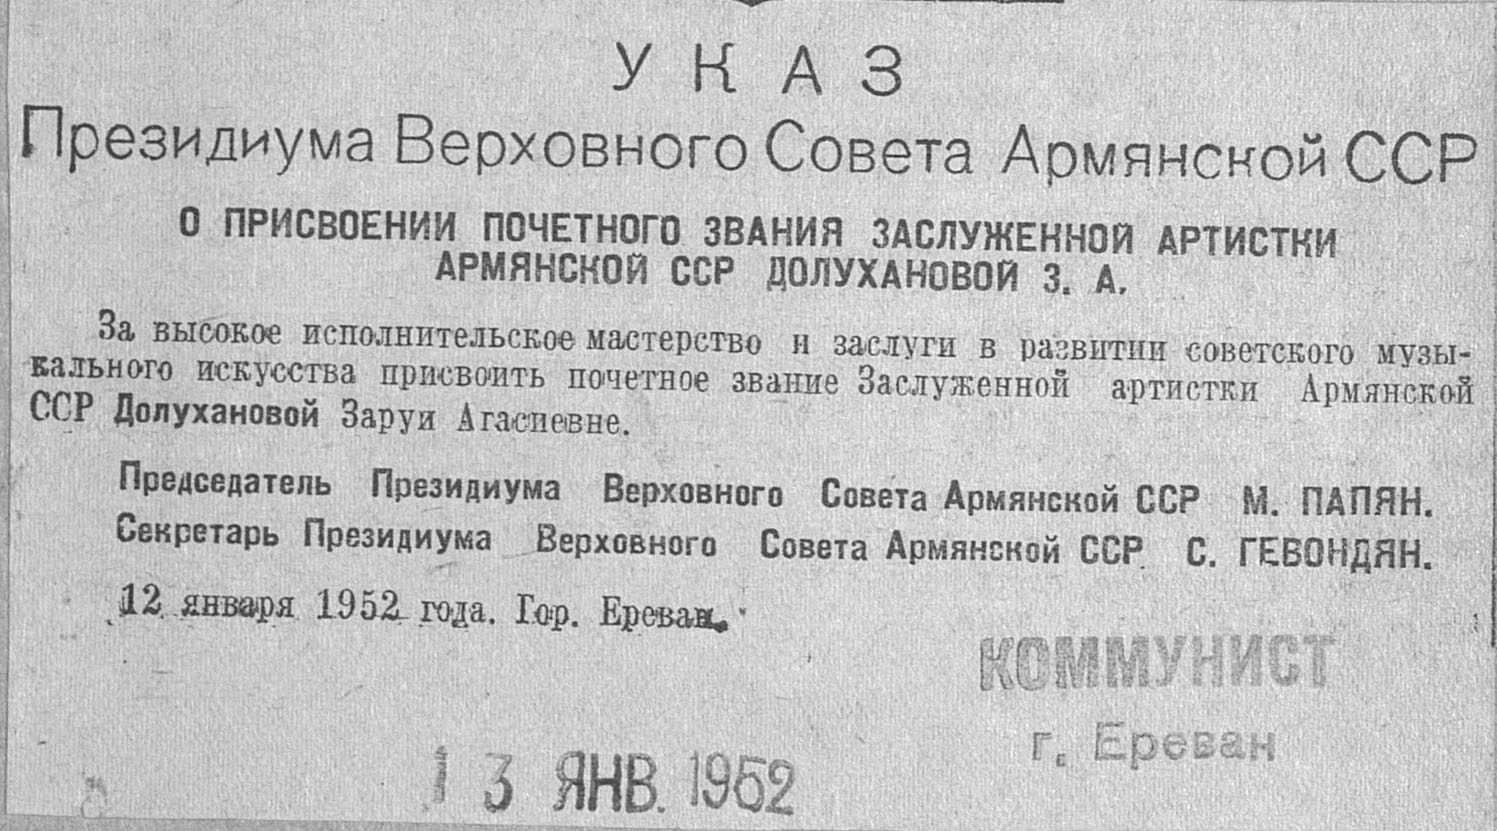 УКАЗ
Президиума Верховного Совета Армянской ССР
О ПРИСВОЕНИИ ПОЧЕТНОГО ЗВАНИЯ ЗАСЛУЖЕННОЙ АРТИСТКИ
АРМЯНСКОЙ ССР ДОЛУХАНОВОЙ З. А.
За высокое исполнительское мастерство и заслуги в развитии советского музы-
кального искусства присвоить почетное звание Заслуженной артистки Армянской
ССР Долухановой Заруи Агасиевне.
Председатель Президиума Верховного Совета Армянской ССР М. ПАПЯН.
Секретарь Президиума Верховного Совета Армянской ССР С. ГЕВОНДЯН.
12 января 1952 года. Гор. Ереван.
КОММУНИСТ
г. Ереван
13 ЯНВ. 1952